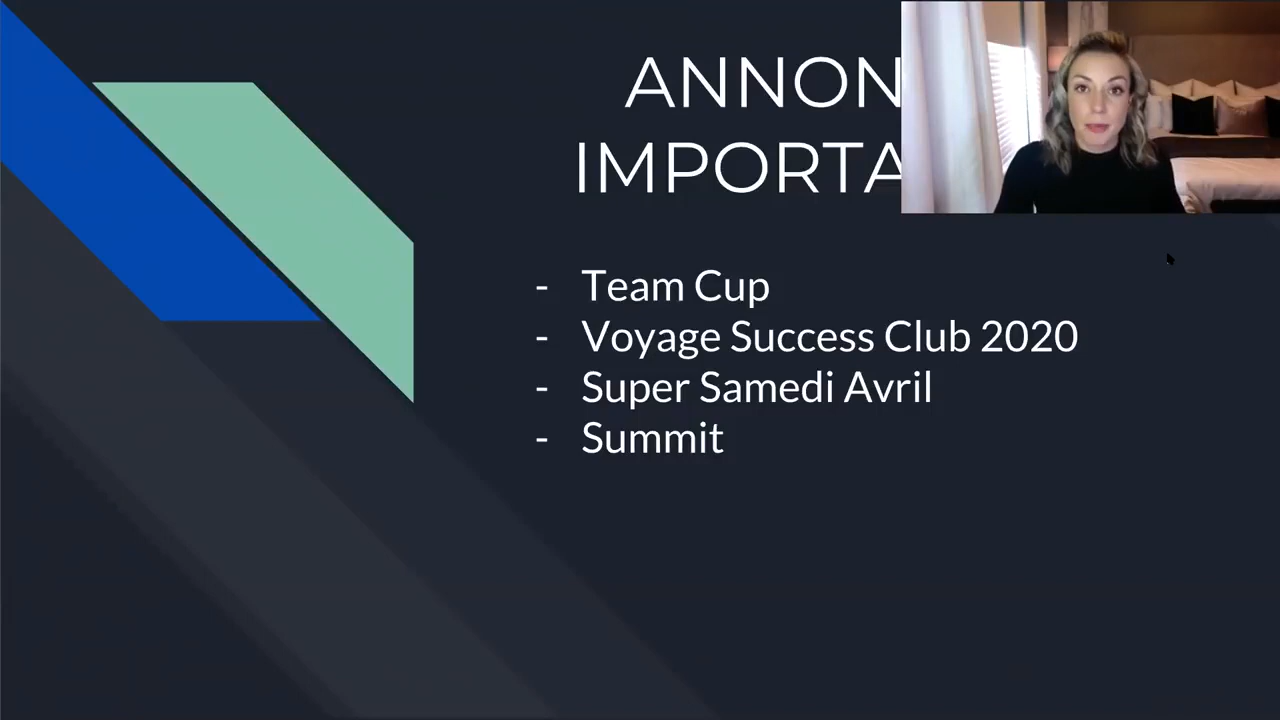 ANNON
IMPORTA
- Team Cup
- Voyage Success Club 2020
- Super Samedi Avril
- Summit